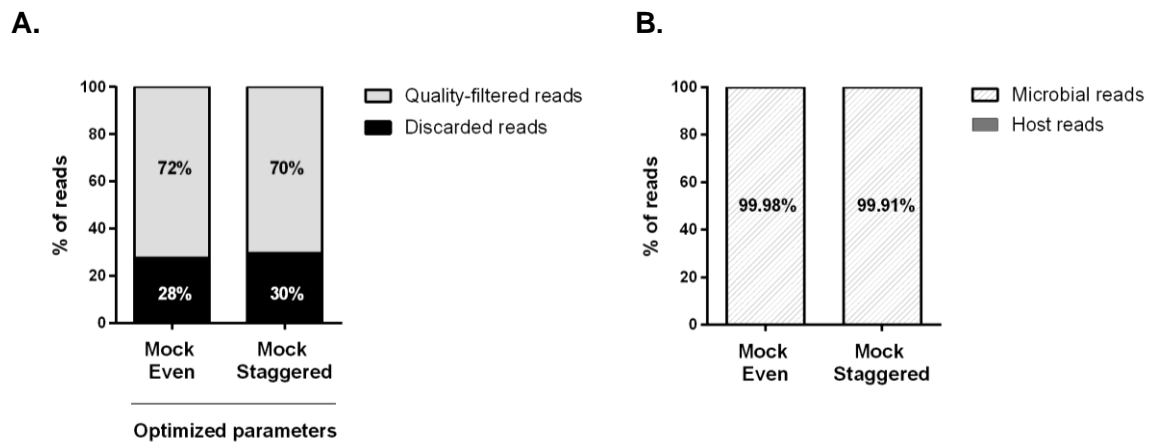 A.
100
80
60
40
20
0
% of reads
72%
28%
70%
30%
Mock
Even
Mock
Staggered
Optimized parameters
Quality-filtered reads
Discarded reads
B.
100
80
60
40
20
0
% of reads
99.98%
99.91%
Mock
Even
Mock
Staggered
Microbial reads
Host reads